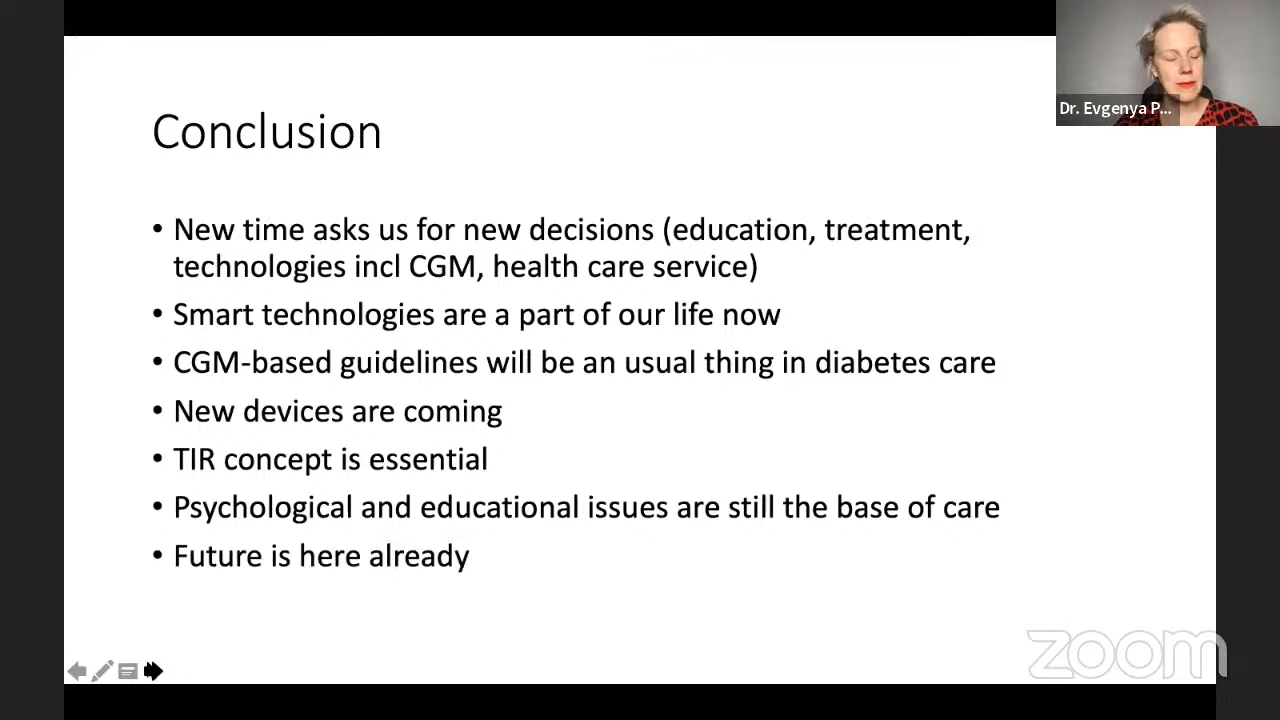 Dr. Evgenya P...
Conclusion
• New time asks us for new decisions (education, treatment,
technologies incl CGM, health care service)
• Smart technologies are a part of our life now
• CGM-based guidelines will be an usual thing in diabetes care
• New devices are coming
• TIR concept is essential
• Psychological and educational issues are still the base of care
• Future is here already
zoom